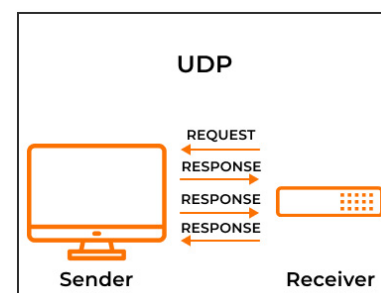 UDP
REQUEST
RESPONSE
RESPONSE
RESPONSE
Sender Receiver